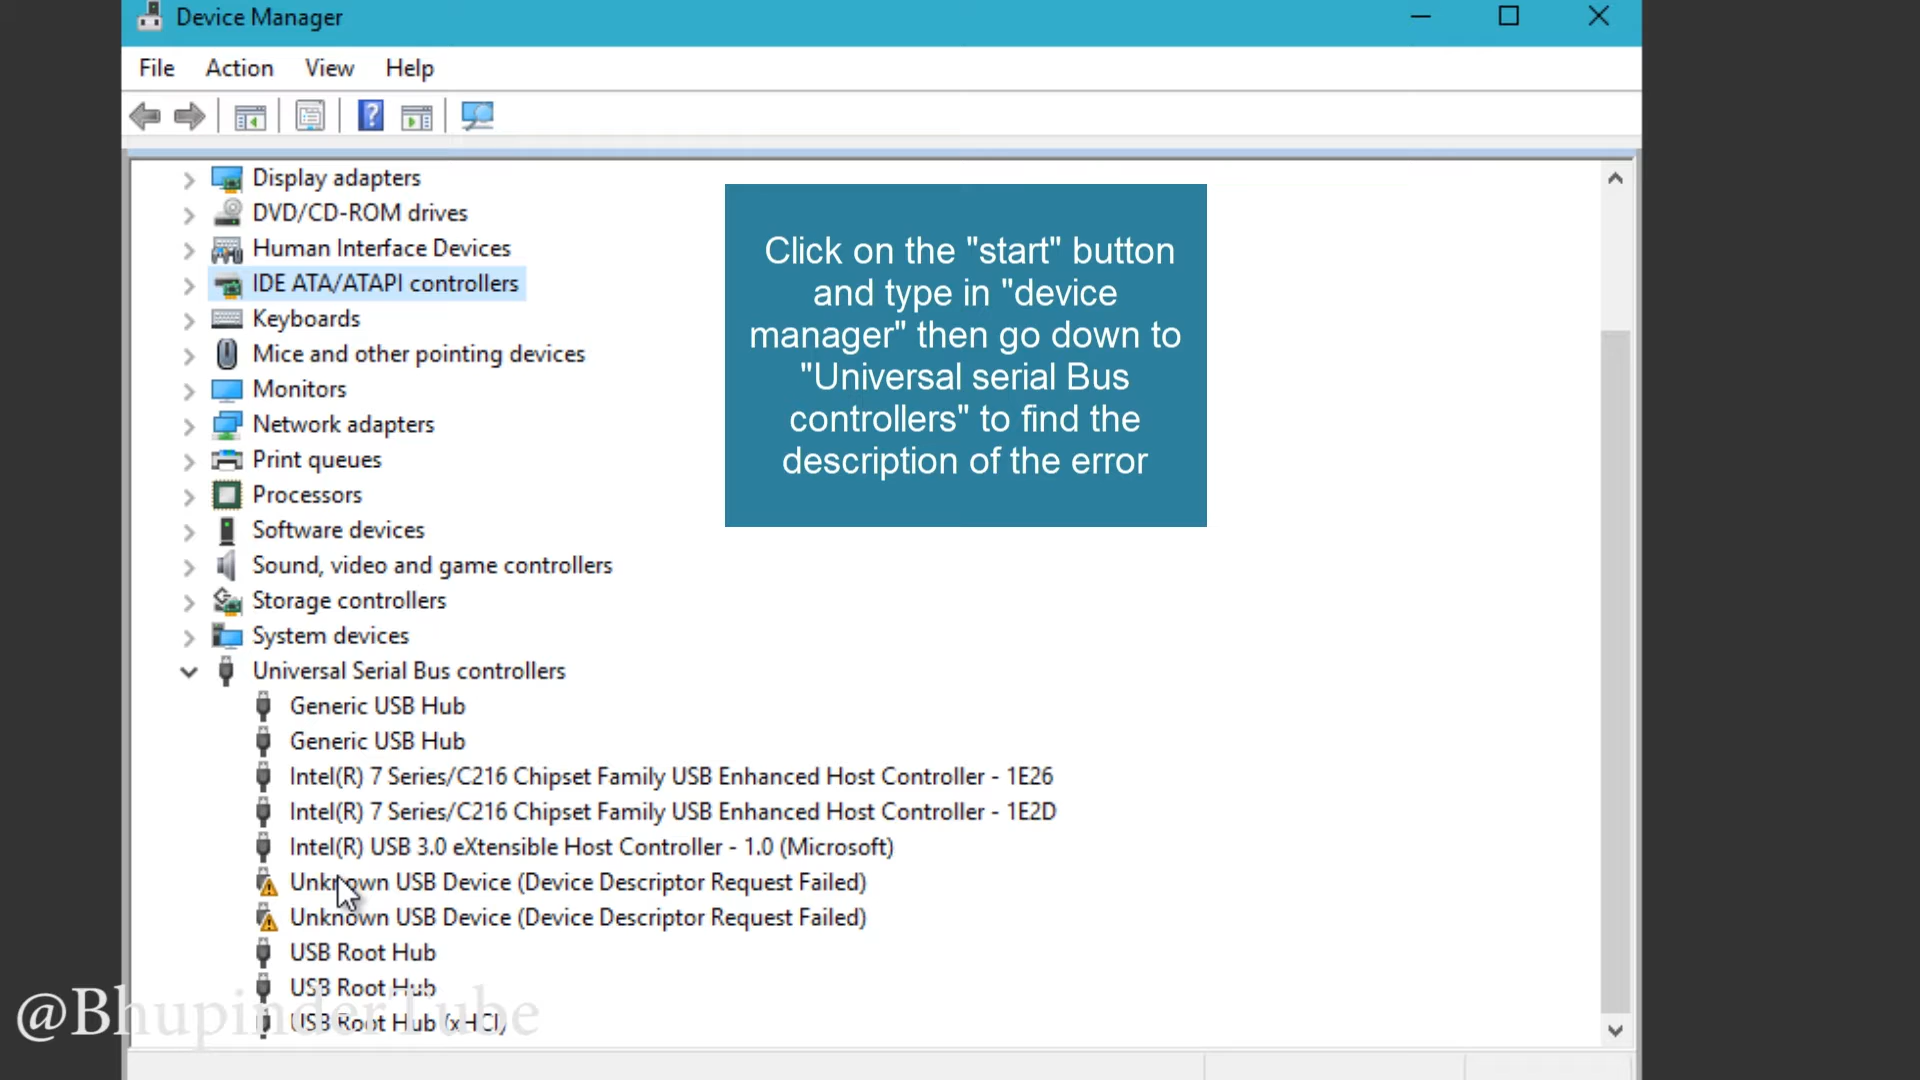 Device Manager
File Action View Help
Display adapters
DVD/CD-ROM drives
Human Interface Devices
IDE ATA/ATAPI controllers
Keyboards
Mice and other pointing devices
Monitors
Network adapters
Print queues
Processors
Software devices
Sound, video and game controllers
Storage controllers
System devices
Universal Serial Bus controllers
Generic USB Hub
Generic USB Hub
Intel(R) 7 Series/C216 Chipset Family USB Enhanced Host Controller - 1E26
Intel(R) 7 Series/C216 Chipset Family USB Enhanced Host Controller - 1E2D
Intel(R) USB 3.0 eXtensible Host Controller - 1.0 (Microsoft)
Unknown USB Device (Device Descriptor Request Failed)
Unknown USB Device (Device Descriptor Request Failed)
USB Root Hub
USB Root Hub
USB Root Hub (xHCI)
Click on the "start" button
and type in "device
manager" then go down to
"Universal serial Bus
controllers" to find the
description of the error
@BhupinderTube